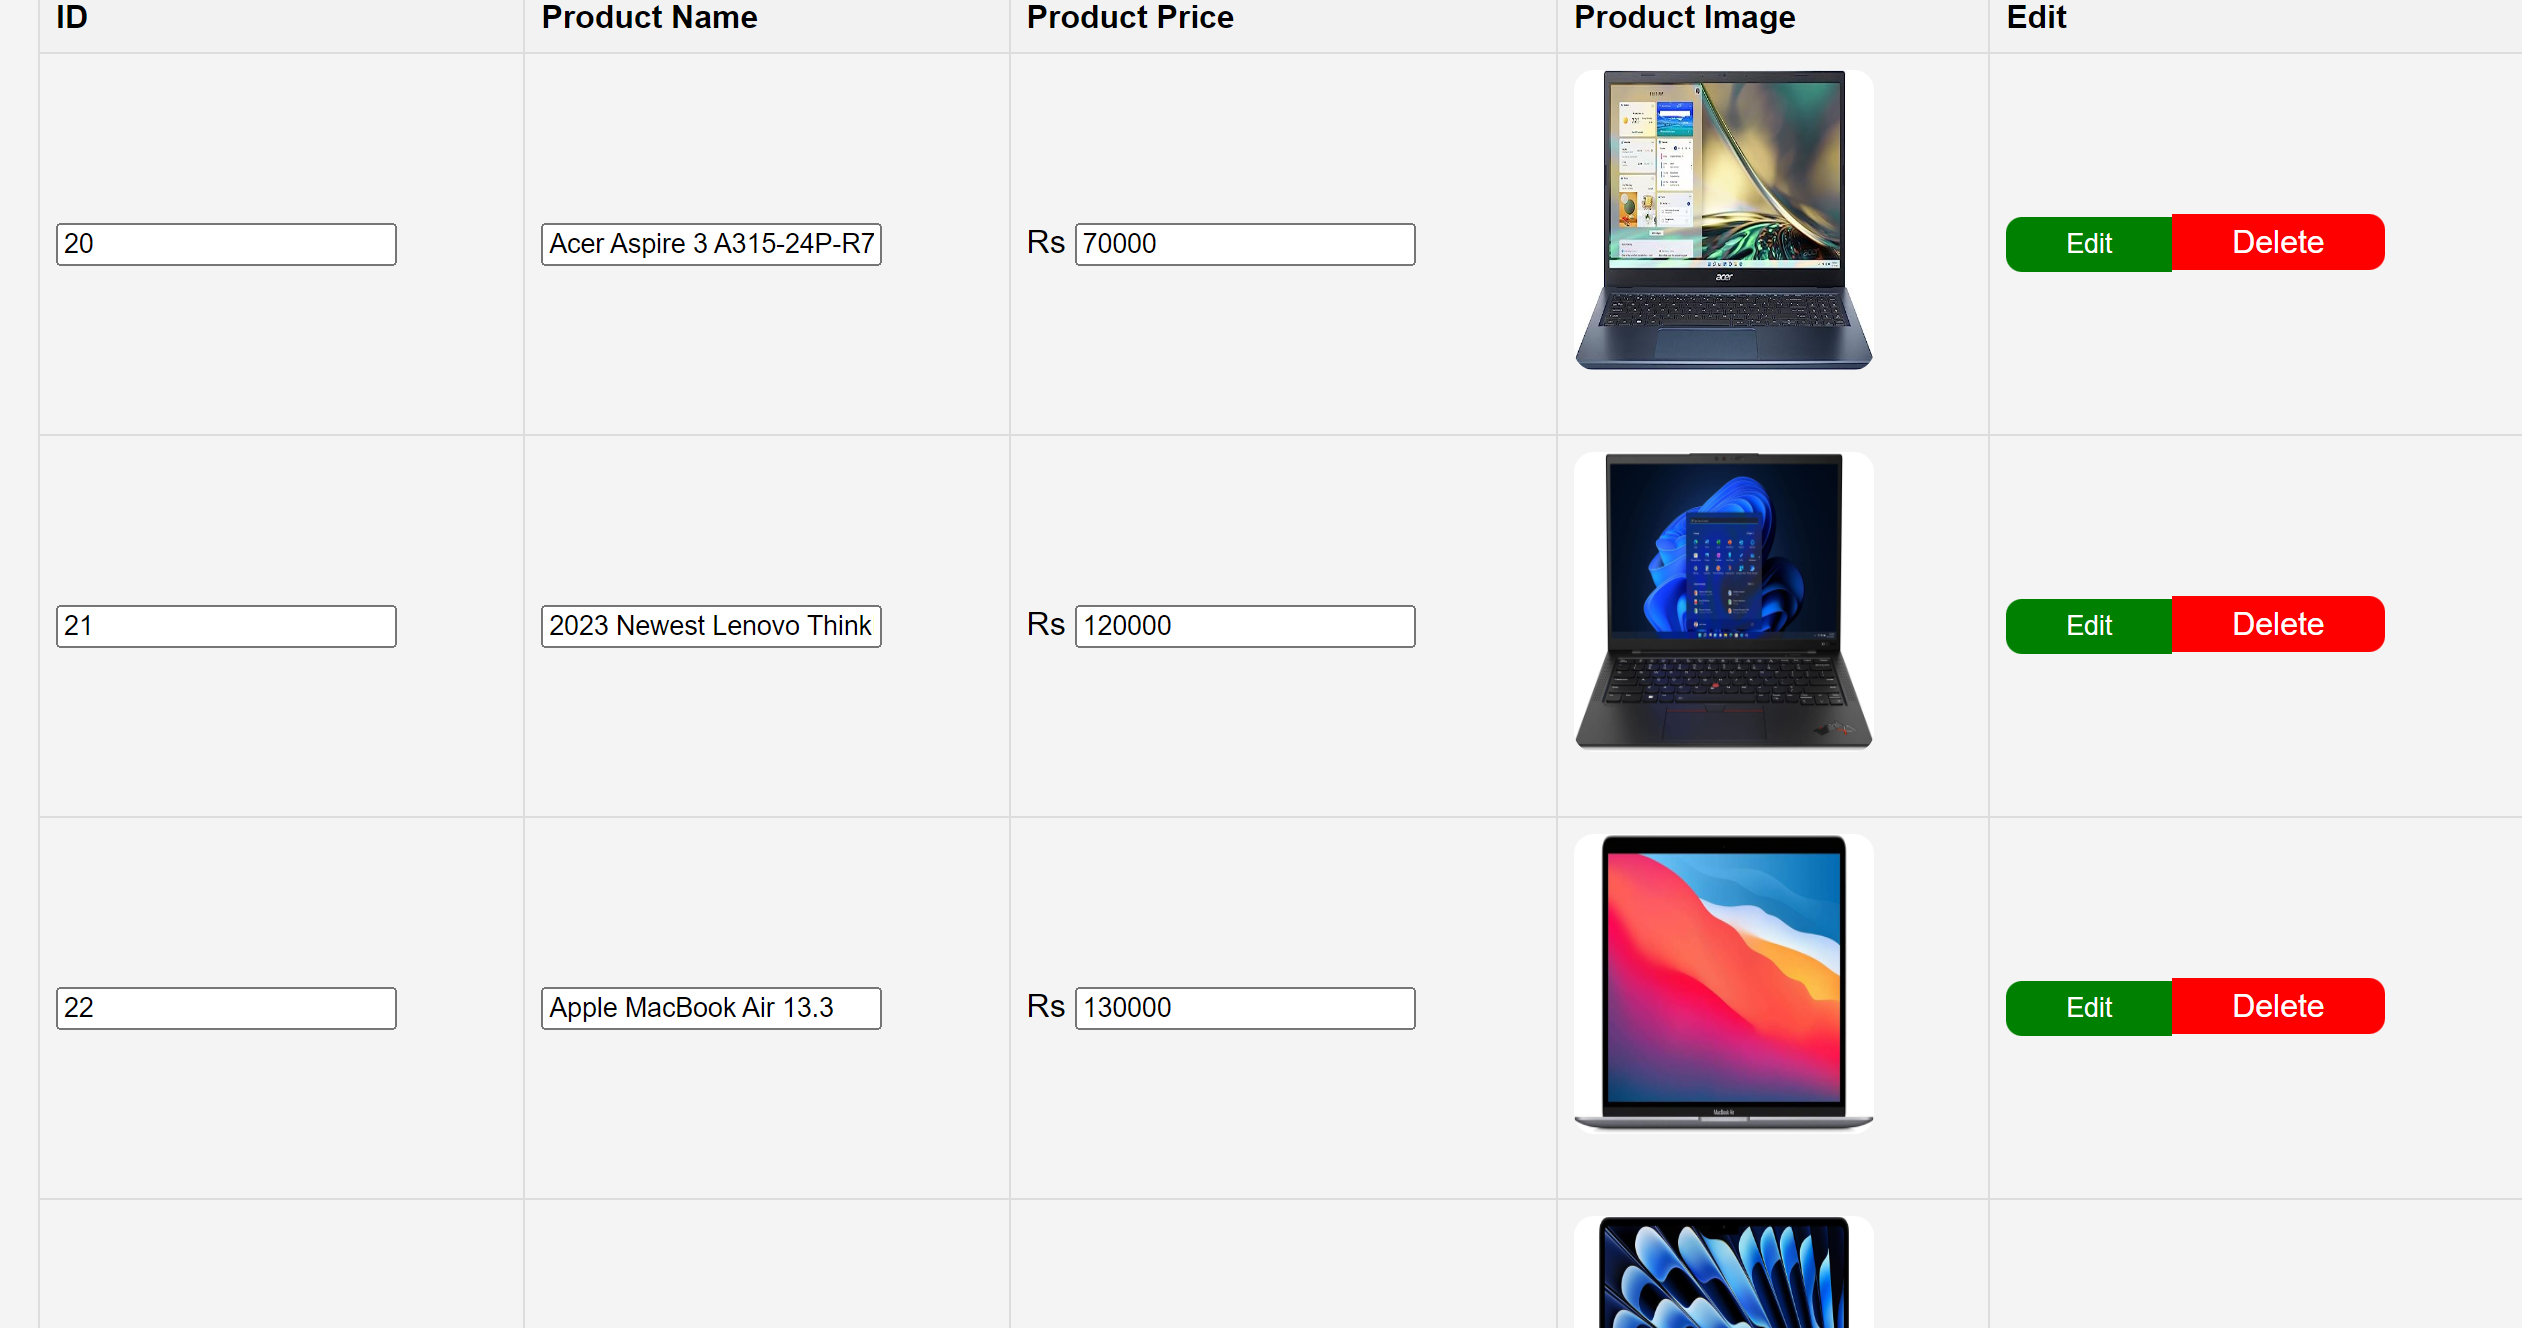 ID Product Name Product Price Product Image Edit
20 Acer Aspire 3 A315-24P-R7 Rs 70000 Edit Delete
acer
21 2023 Newest Lenovo Think Rs 120000 Edit Delete
22 Apple MacBook Air 13.3 Rs 130000 Edit Delete
MacBook Air